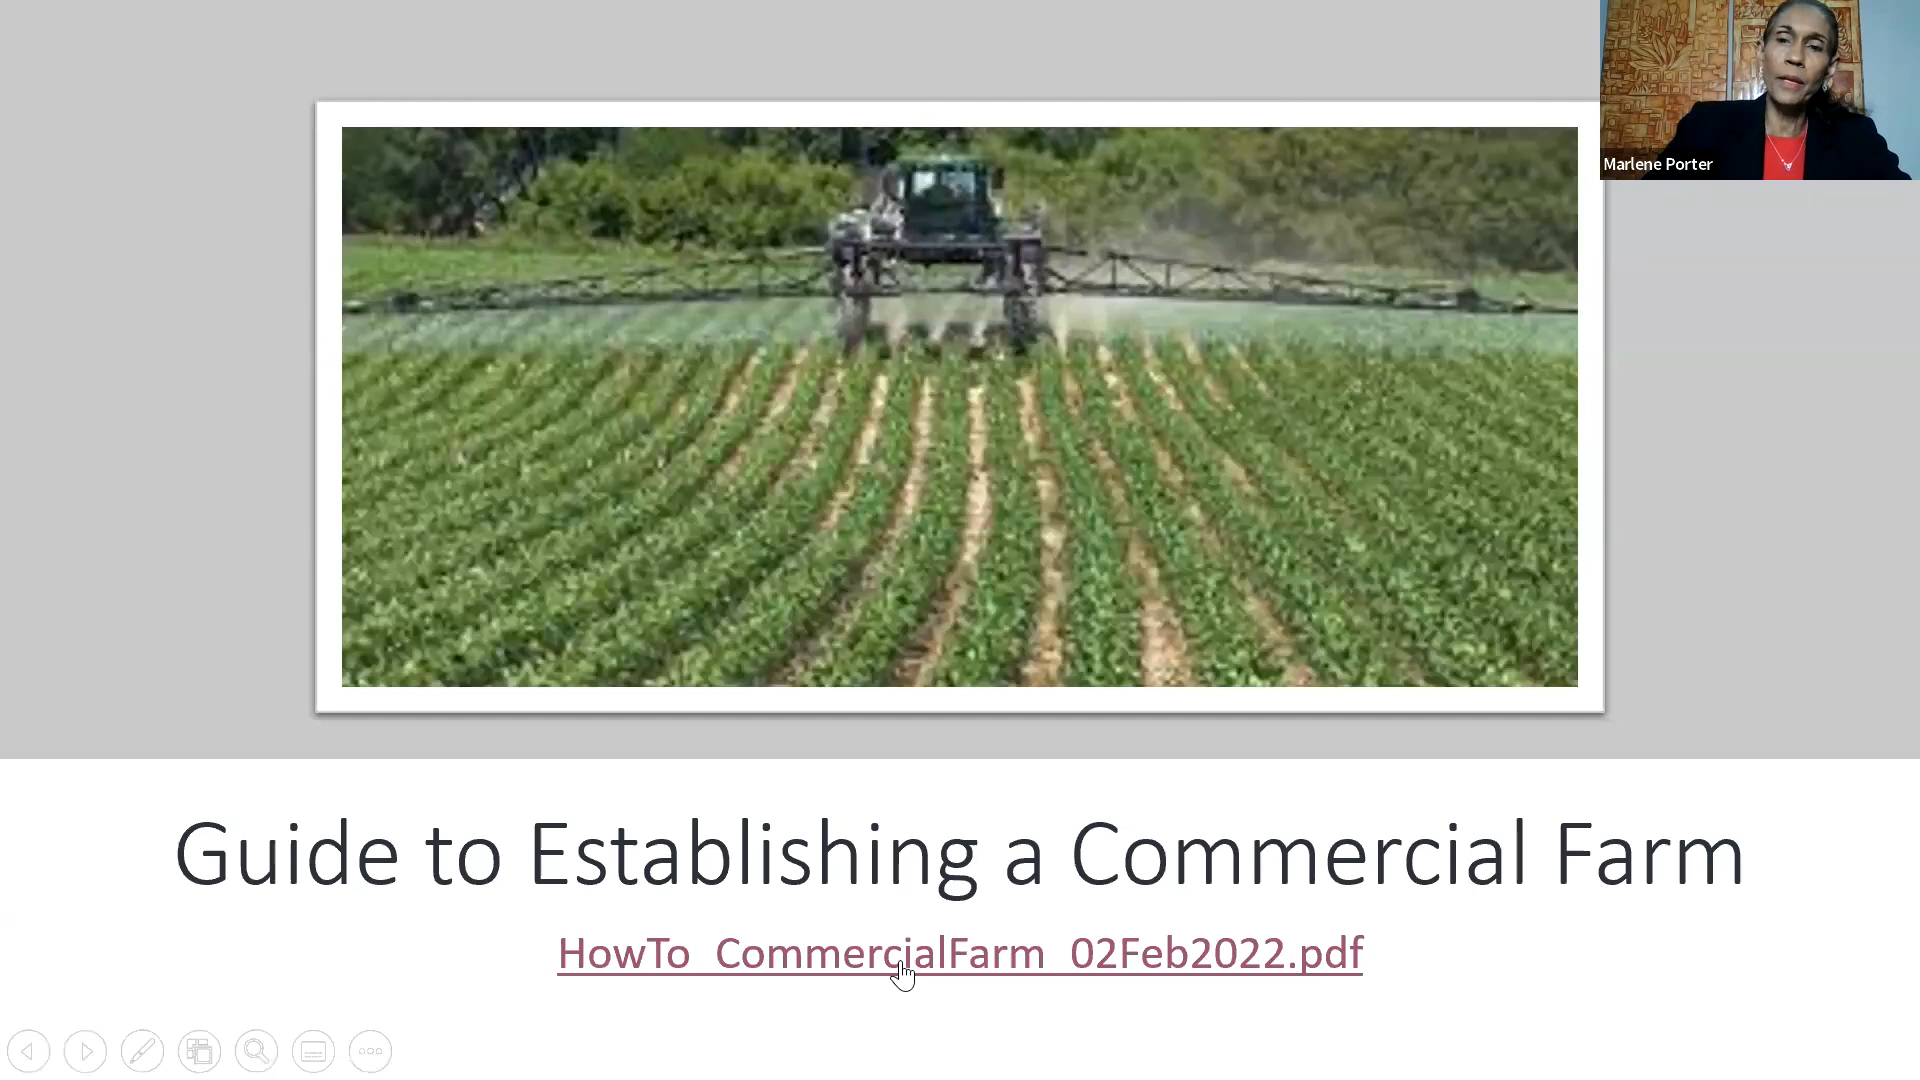 Marlene Porter
Guide to Establishing a Commercial Farm
HowTo_CommercialFarm_02Feb2022.pdf